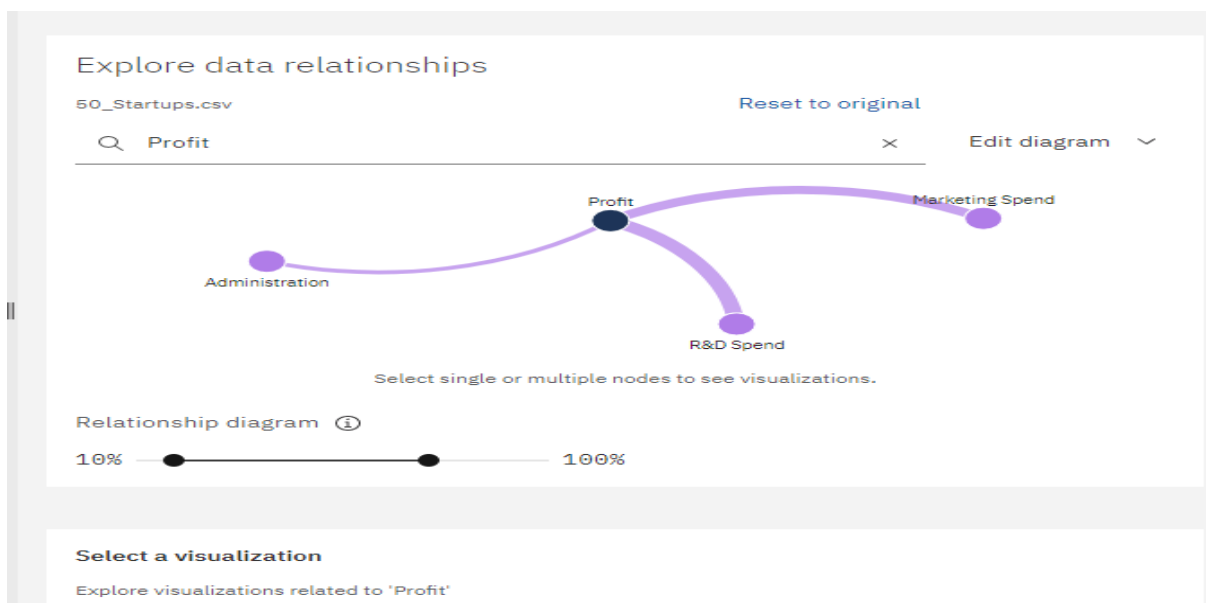 Explore data relationships
50_Startups.csv
Reset to original
Profit
Edit diagram
Profit
Marketing Spend
Administration
R&D Spend
Select single or multiple nodes to see visualizations.
Relationship diagram
10% 100%
Select a visualization
Explore visualizations related to 'Profit'